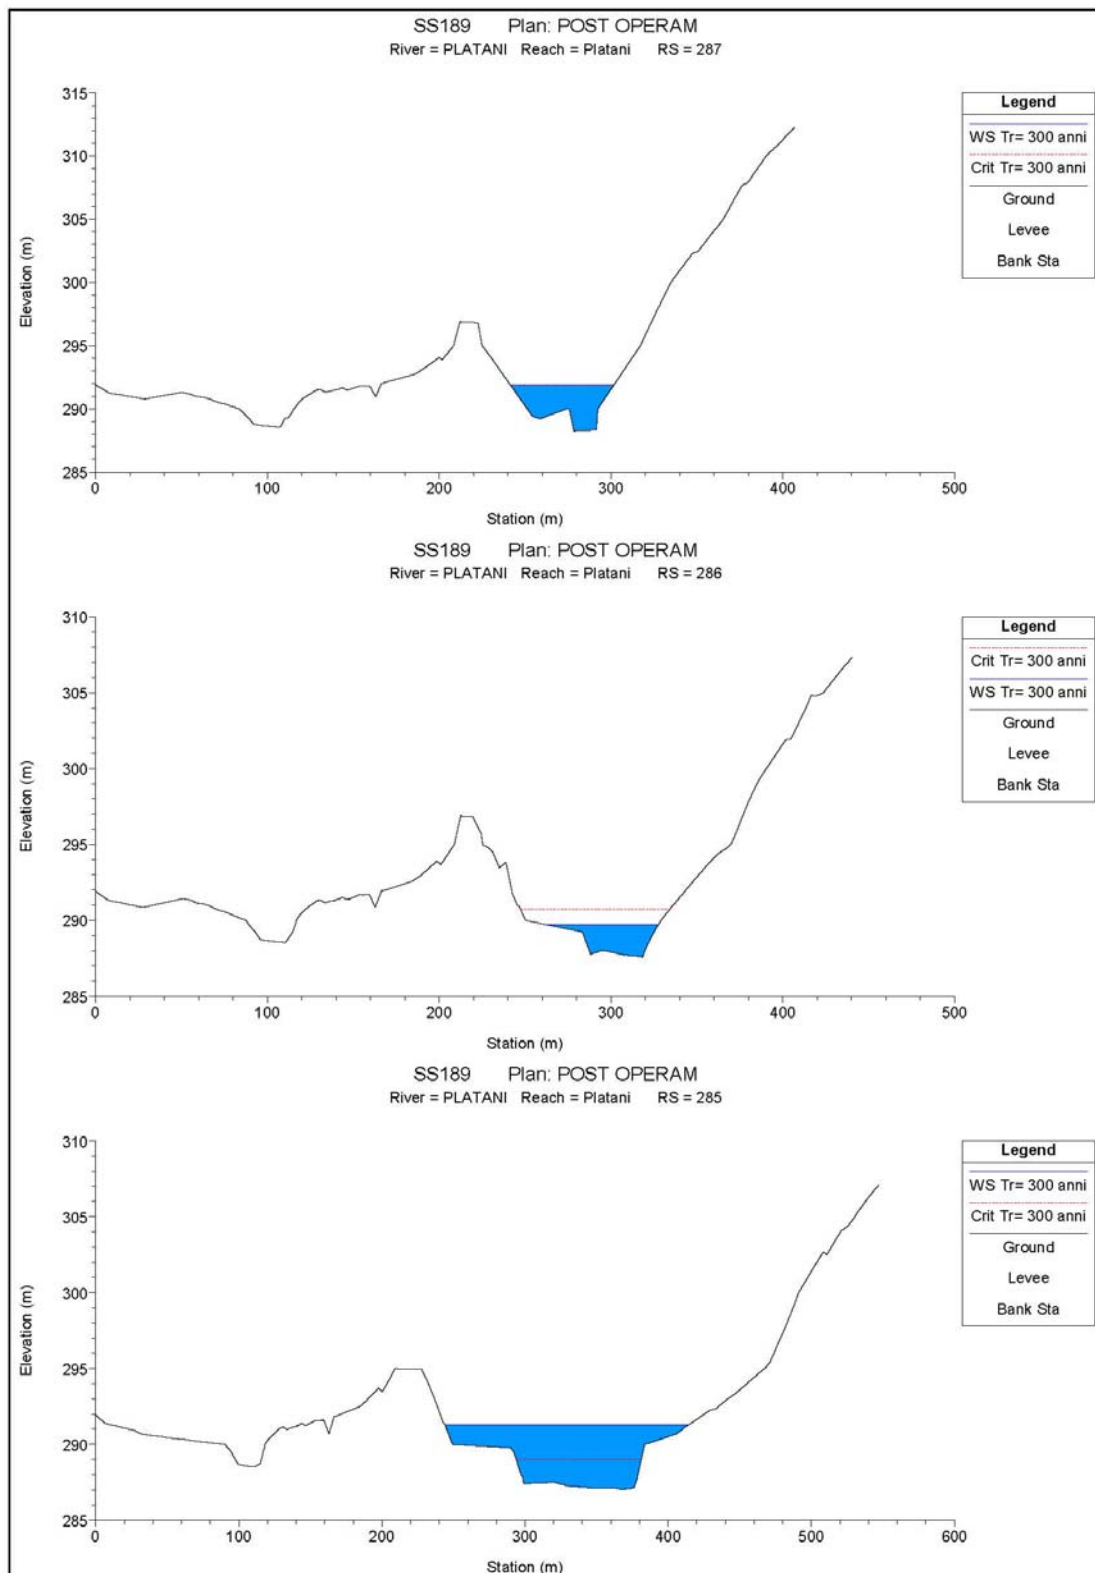 SS189 Plan: POST OPERAM
River = PLATANI Reach = Platani RS = 287
315
310
305
300
295
290
285
Elevation (m)
0 100 200 300 400 500
Station (m)
Legend
WS Tr= 300 anni
Crit Tr= 300 anni
Ground
Levee
Bank Sta
SS189 Plan: POST OPERAM
River = PLATANI Reach = Platani RS = 286
310
305
300
295
290
285
Elevation (m)
0 100 200 300 400 500
Station (m)
Legend
Crit Tr= 300 anni
WS Tr= 300 anni
Ground
Levee
Bank Sta
SS189 Plan: POST OPERAM
River = PLATANI Reach = Platani RS = 285
310
305
300
295
290
285
Elevation (m)
0 100 200 300 400 500 600
Station (m)
Legend
WS Tr= 300 anni
Crit Tr= 300 anni
Ground
Levee
Bank Sta